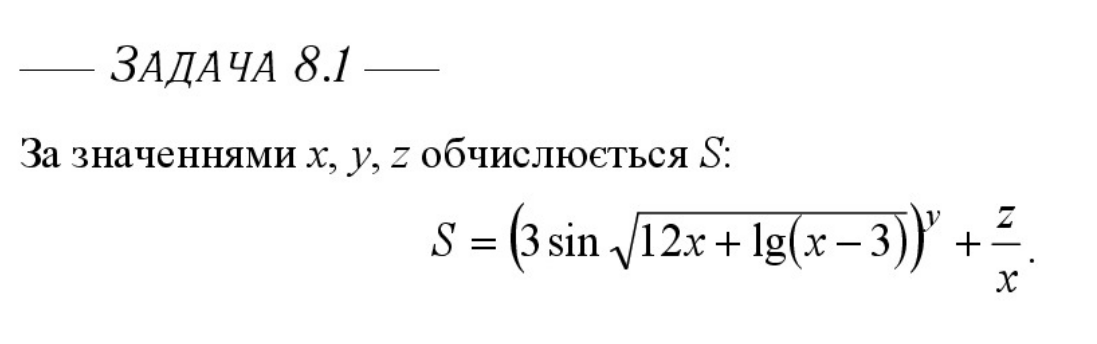 ЗАДАЧА 8.1
За значеннями x, y, z обчислюється S:
S = (3 sin √(12x + lg(x − 3)))^y + z/x.